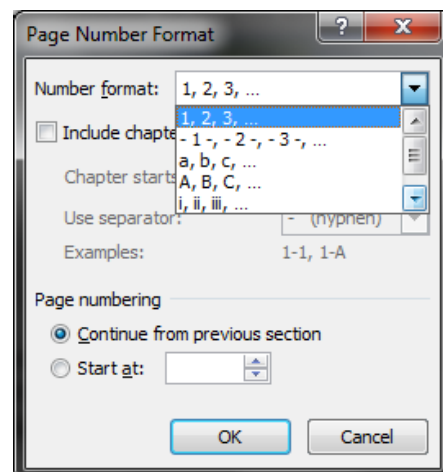 Page Number Format
?
Number format: 1, 2, 3, ...
1, 2, 3, ...
Include chapte
- 1 -, - 2 -, - 3 -, ...
a, b, c, ...
Chapter starts
A, B, C, ...
i, ii, iii, ...
Use separator: - (hyphen)
Examples: 1-1, 1-A
Page numbering
Continue from previous section
Start at:
OK Cancel